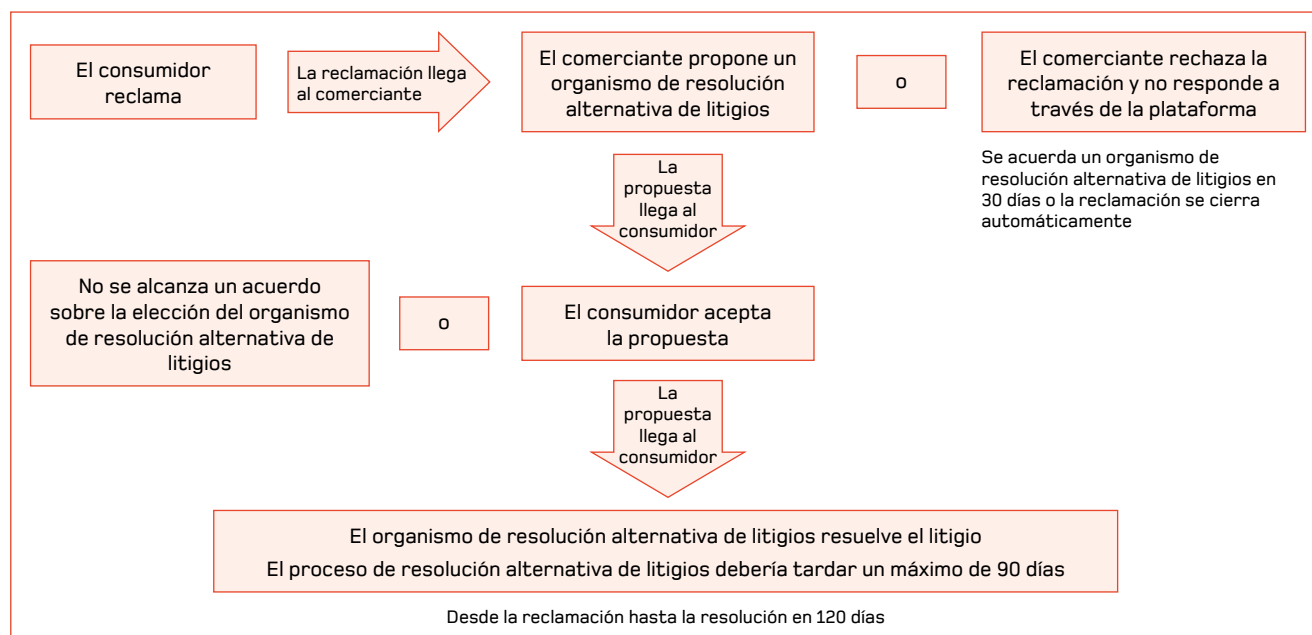 El consumidor
reclama
La reclamación llega
al comerciante
El comerciante propone un
organismo de resolución
alternativa de litigios
o
El comerciante rechaza la
reclamación y no responde a
través de la plataforma
Se acuerda un organismo de
resolución alternativa de litigios en
30 días o la reclamación se cierra
automáticamente
La
propuesta
llega al
consumidor
No se alcanza un acuerdo
sobre la elección del organismo
de resolución alternativa de
litigios
o
El consumidor acepta
la propuesta
La
propuesta
llega al
consumidor
El organismo de resolución alternativa de litigios resuelve el litigio
El proceso de resolución alternativa de litigios debería tardar un máximo de 90 días
Desde la reclamación hasta la resolución en 120 días